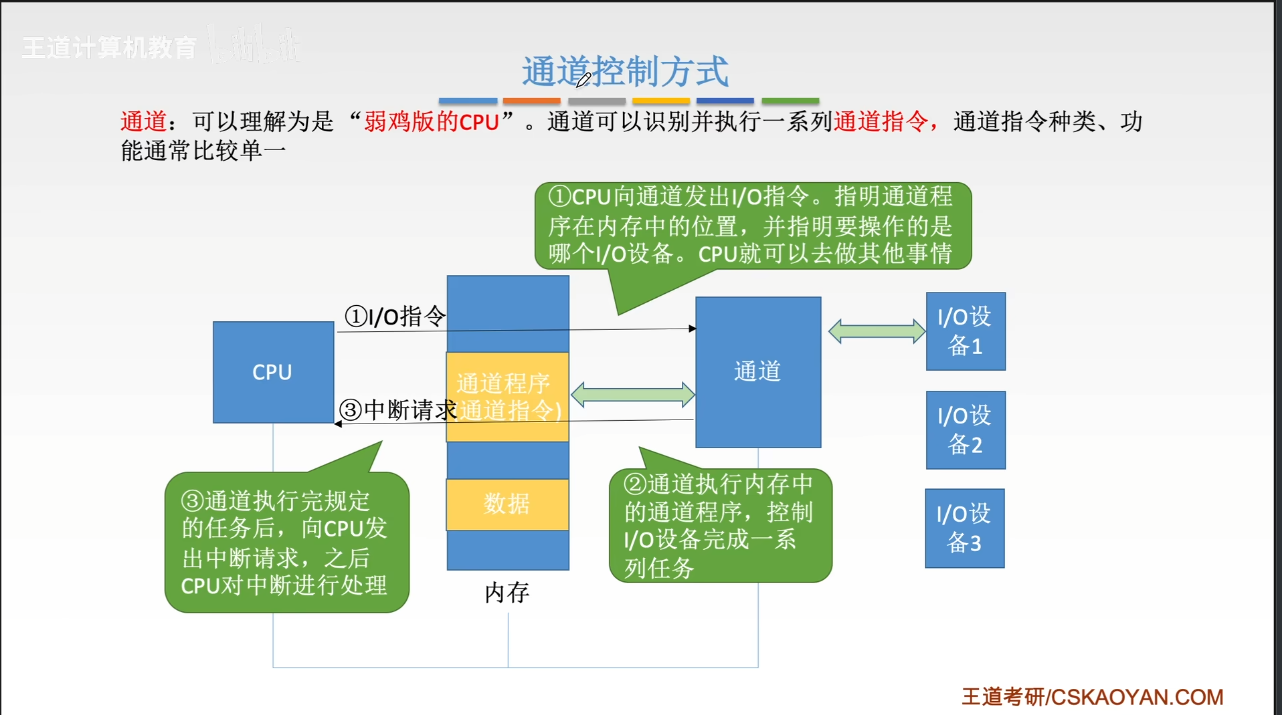 王道计算机教育
通道控制方式
通道：可以理解为是“弱鸡版的CPU”。通道可以识别并执行一系列通道指令，通道指令种类、功
能通常比较单一
①CPU向通道发出I/O指令。指明通道程
序在内存中的位置，并指明要操作的是
哪个I/O设备。CPU就可以去做其他事情
①I/O指令
CPU
通道程序
(通道指令)
③中断请求
通道
I/O设
备1
I/O设
备2
I/O设
备3
③通道执行完规定
的任务后，向CPU发
出中断请求，之后
CPU对中断进行处理
数据
内存
②通道执行内存中
的通道程序，控制
I/O设备完成一系
列任务
王道考研/CSKAOYAN.COM